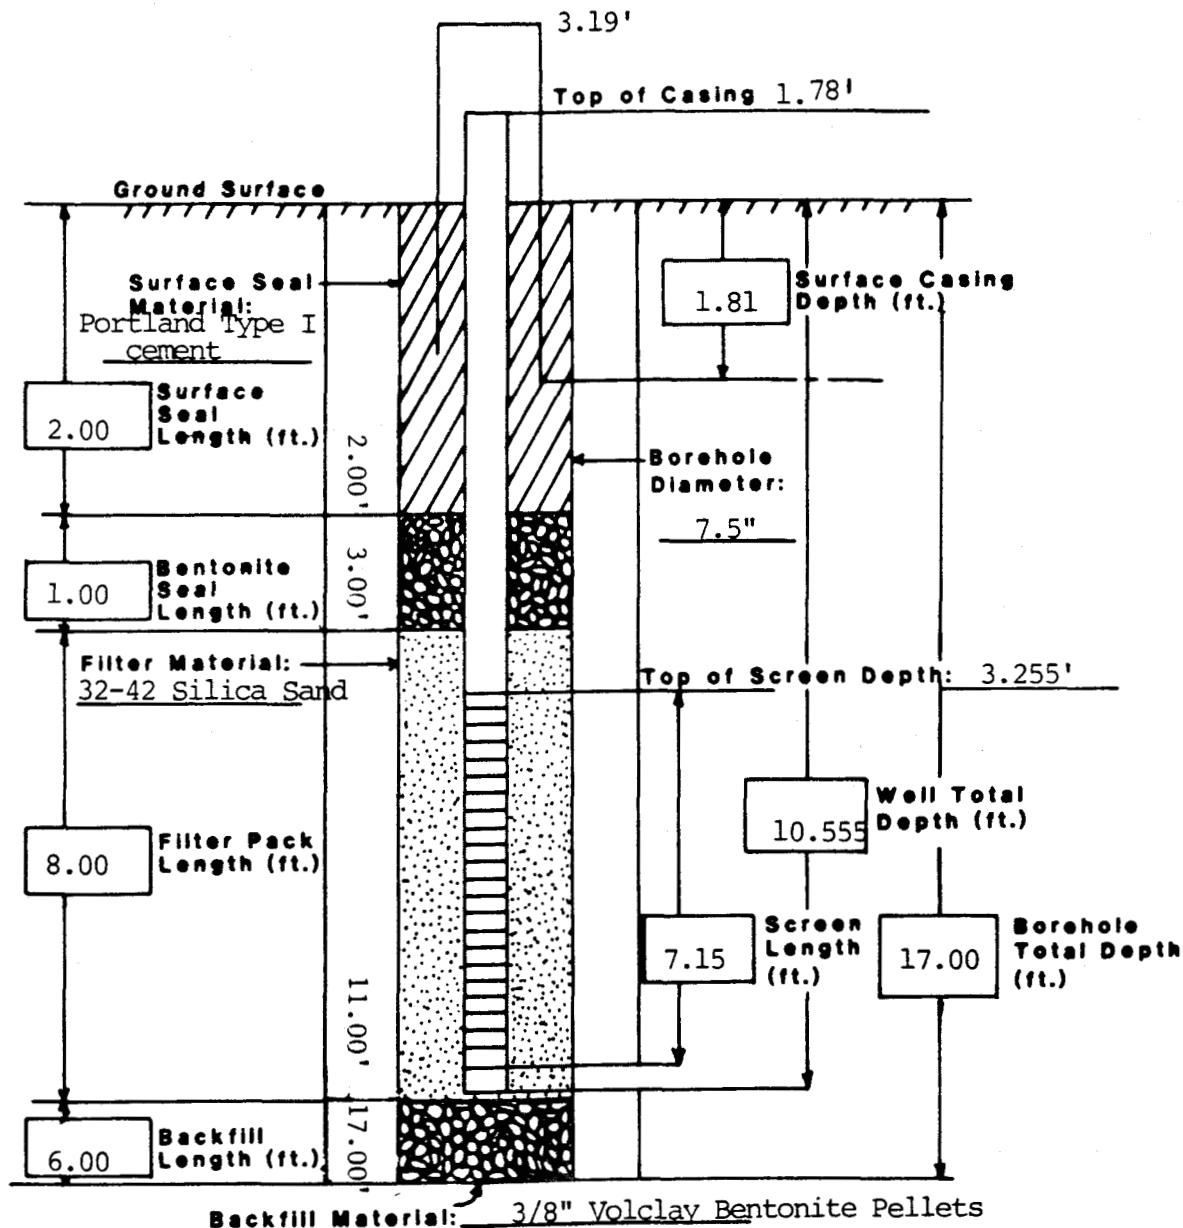 3.19'
Top of Casing 1.78'
Ground Surface
Surface Seal
Material:
Portland Type I
cement
1.81
Surface Casing
Depth (ft.)
2.00
Surface
Seal
Length (ft.)
2.00'
Borehole
Diameter:
7.5"
1.00
Bentonite
Seal
Length (ft.)
3.00'
Filter Material:
32-42 Silica Sand
Top of Screen Depth: 3.255'
10.555
Well Total
Depth (ft.)
8.00
Filter Pack
Length (ft.)
7.15
Screen
Length
(ft.)
17.00
Borehole
Total Depth
(ft.)
11.00'
6.00
Backfill
Length (ft.)
17.00'
Backfill Material: 3/8" Volclay Bentonite Pellets